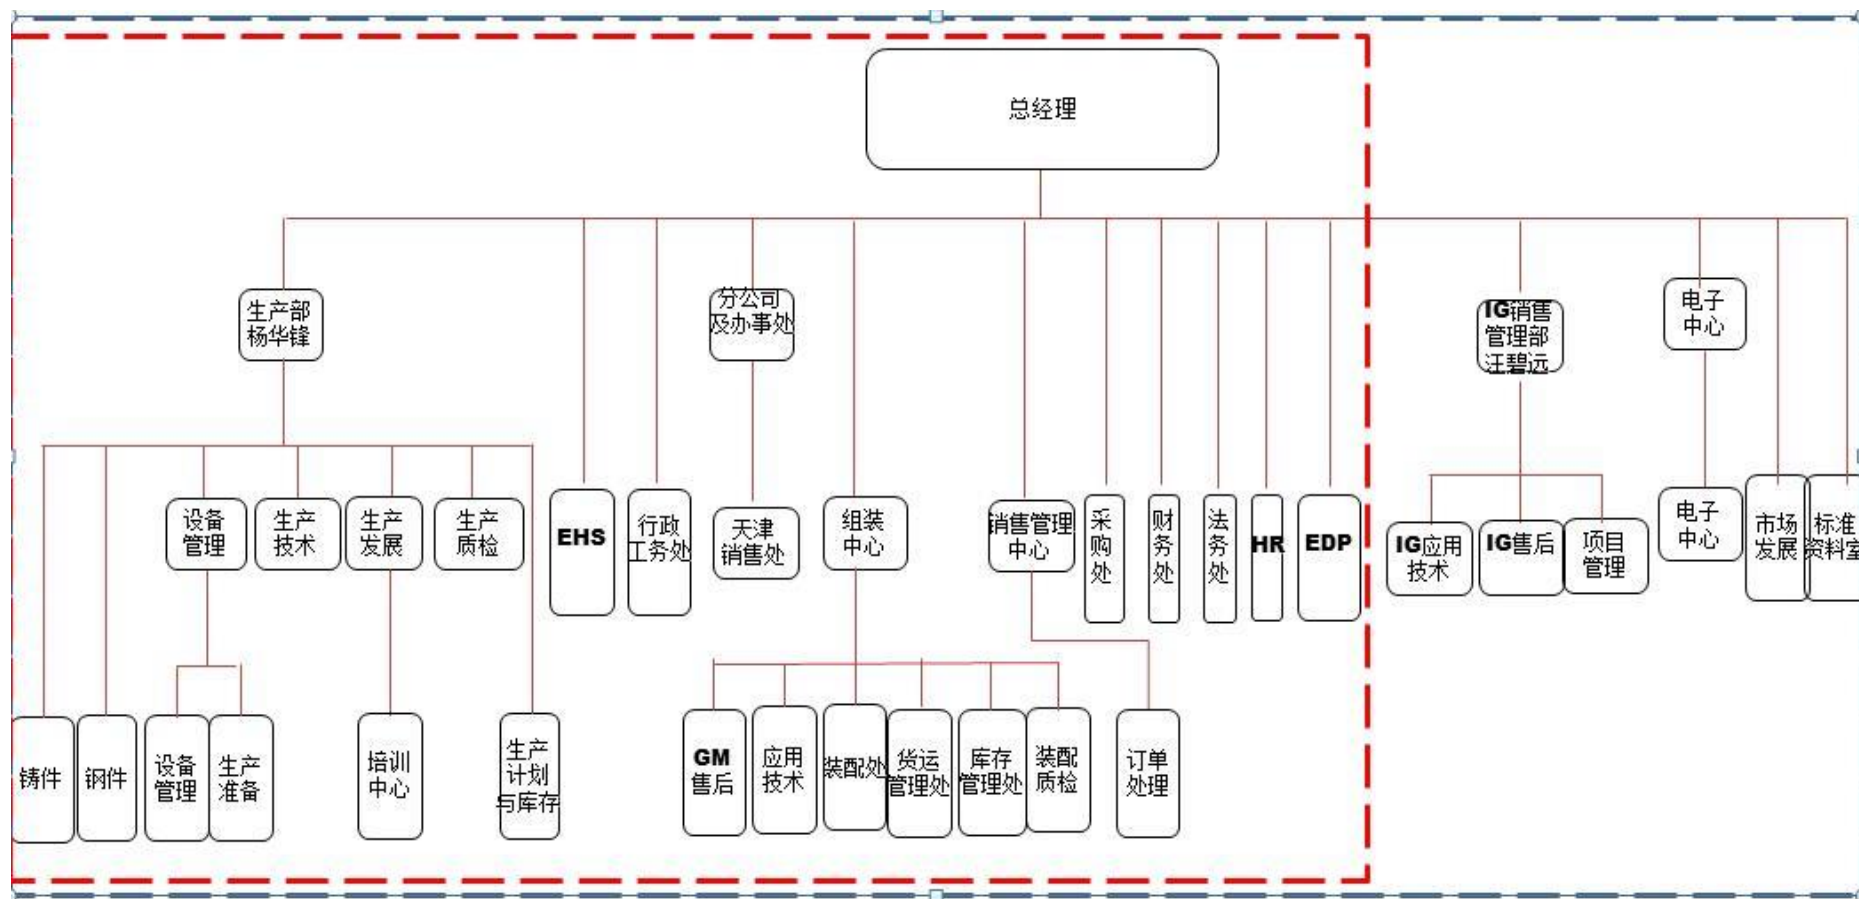 总经理
生产部
杨华锋
分公司
及办事处
IG销售
管理部
汪碧远
电子
中心
设备
管理
生产
技术
生产
发展
生产
质检
EHS
行政
工务处
天津
销售处
组装
中心
销售管理
中心
采
购
处
财
务
处
法
务
处
HR
EDP
IG应用
技术
IG售后
项目
管理
电子
中心
市场
发展
标准
资料室
铸件
钢件
设备
管理
生产
准备
培训
中心
生产
计划
与库存
GM
售后
应用
技术
装配处
货运
管理处
库存
管理处
装配
质检
订单
处理